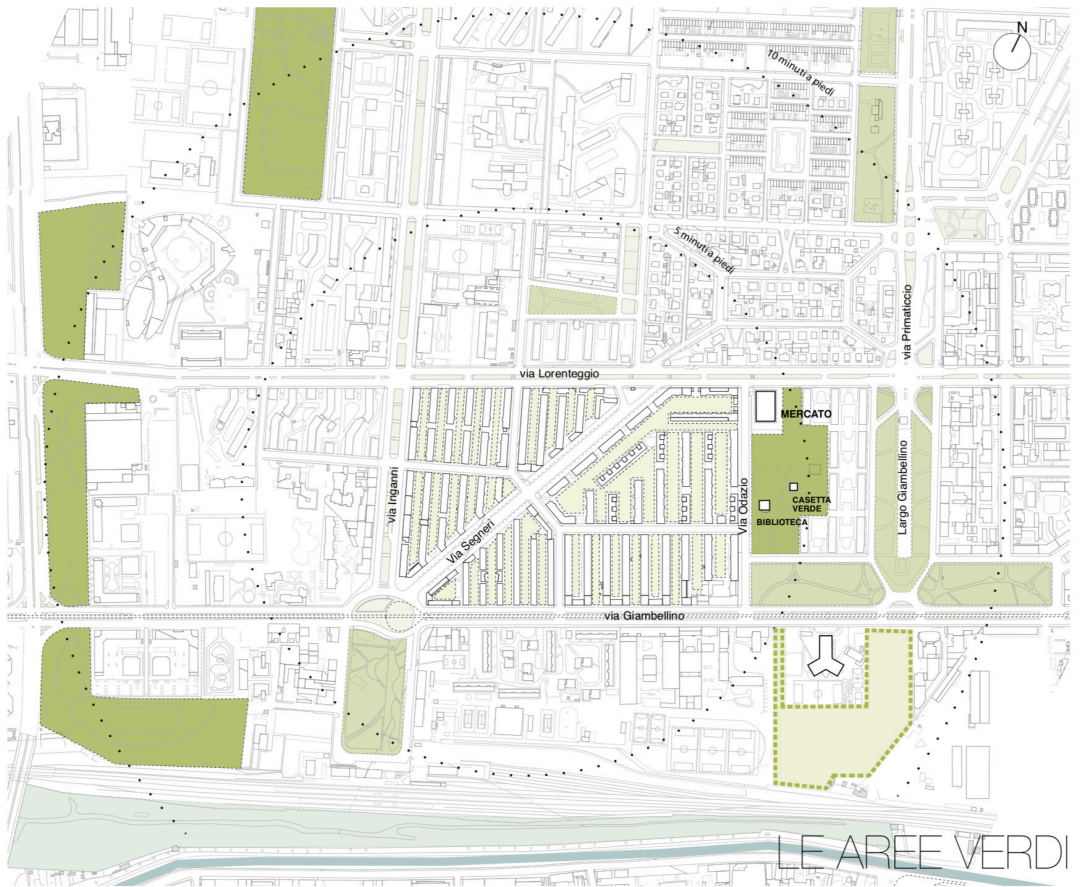 N
10 minuti a piedi
5 minuti a piedi
via Primaticcio
via Lorenteggio
MERCATO
via Inganni
Via Segneri
Via Odazio
CASETTA
VERDE
BIBLIOTECA
Largo Giambellino
via Giambellino
LE AREE VERDI